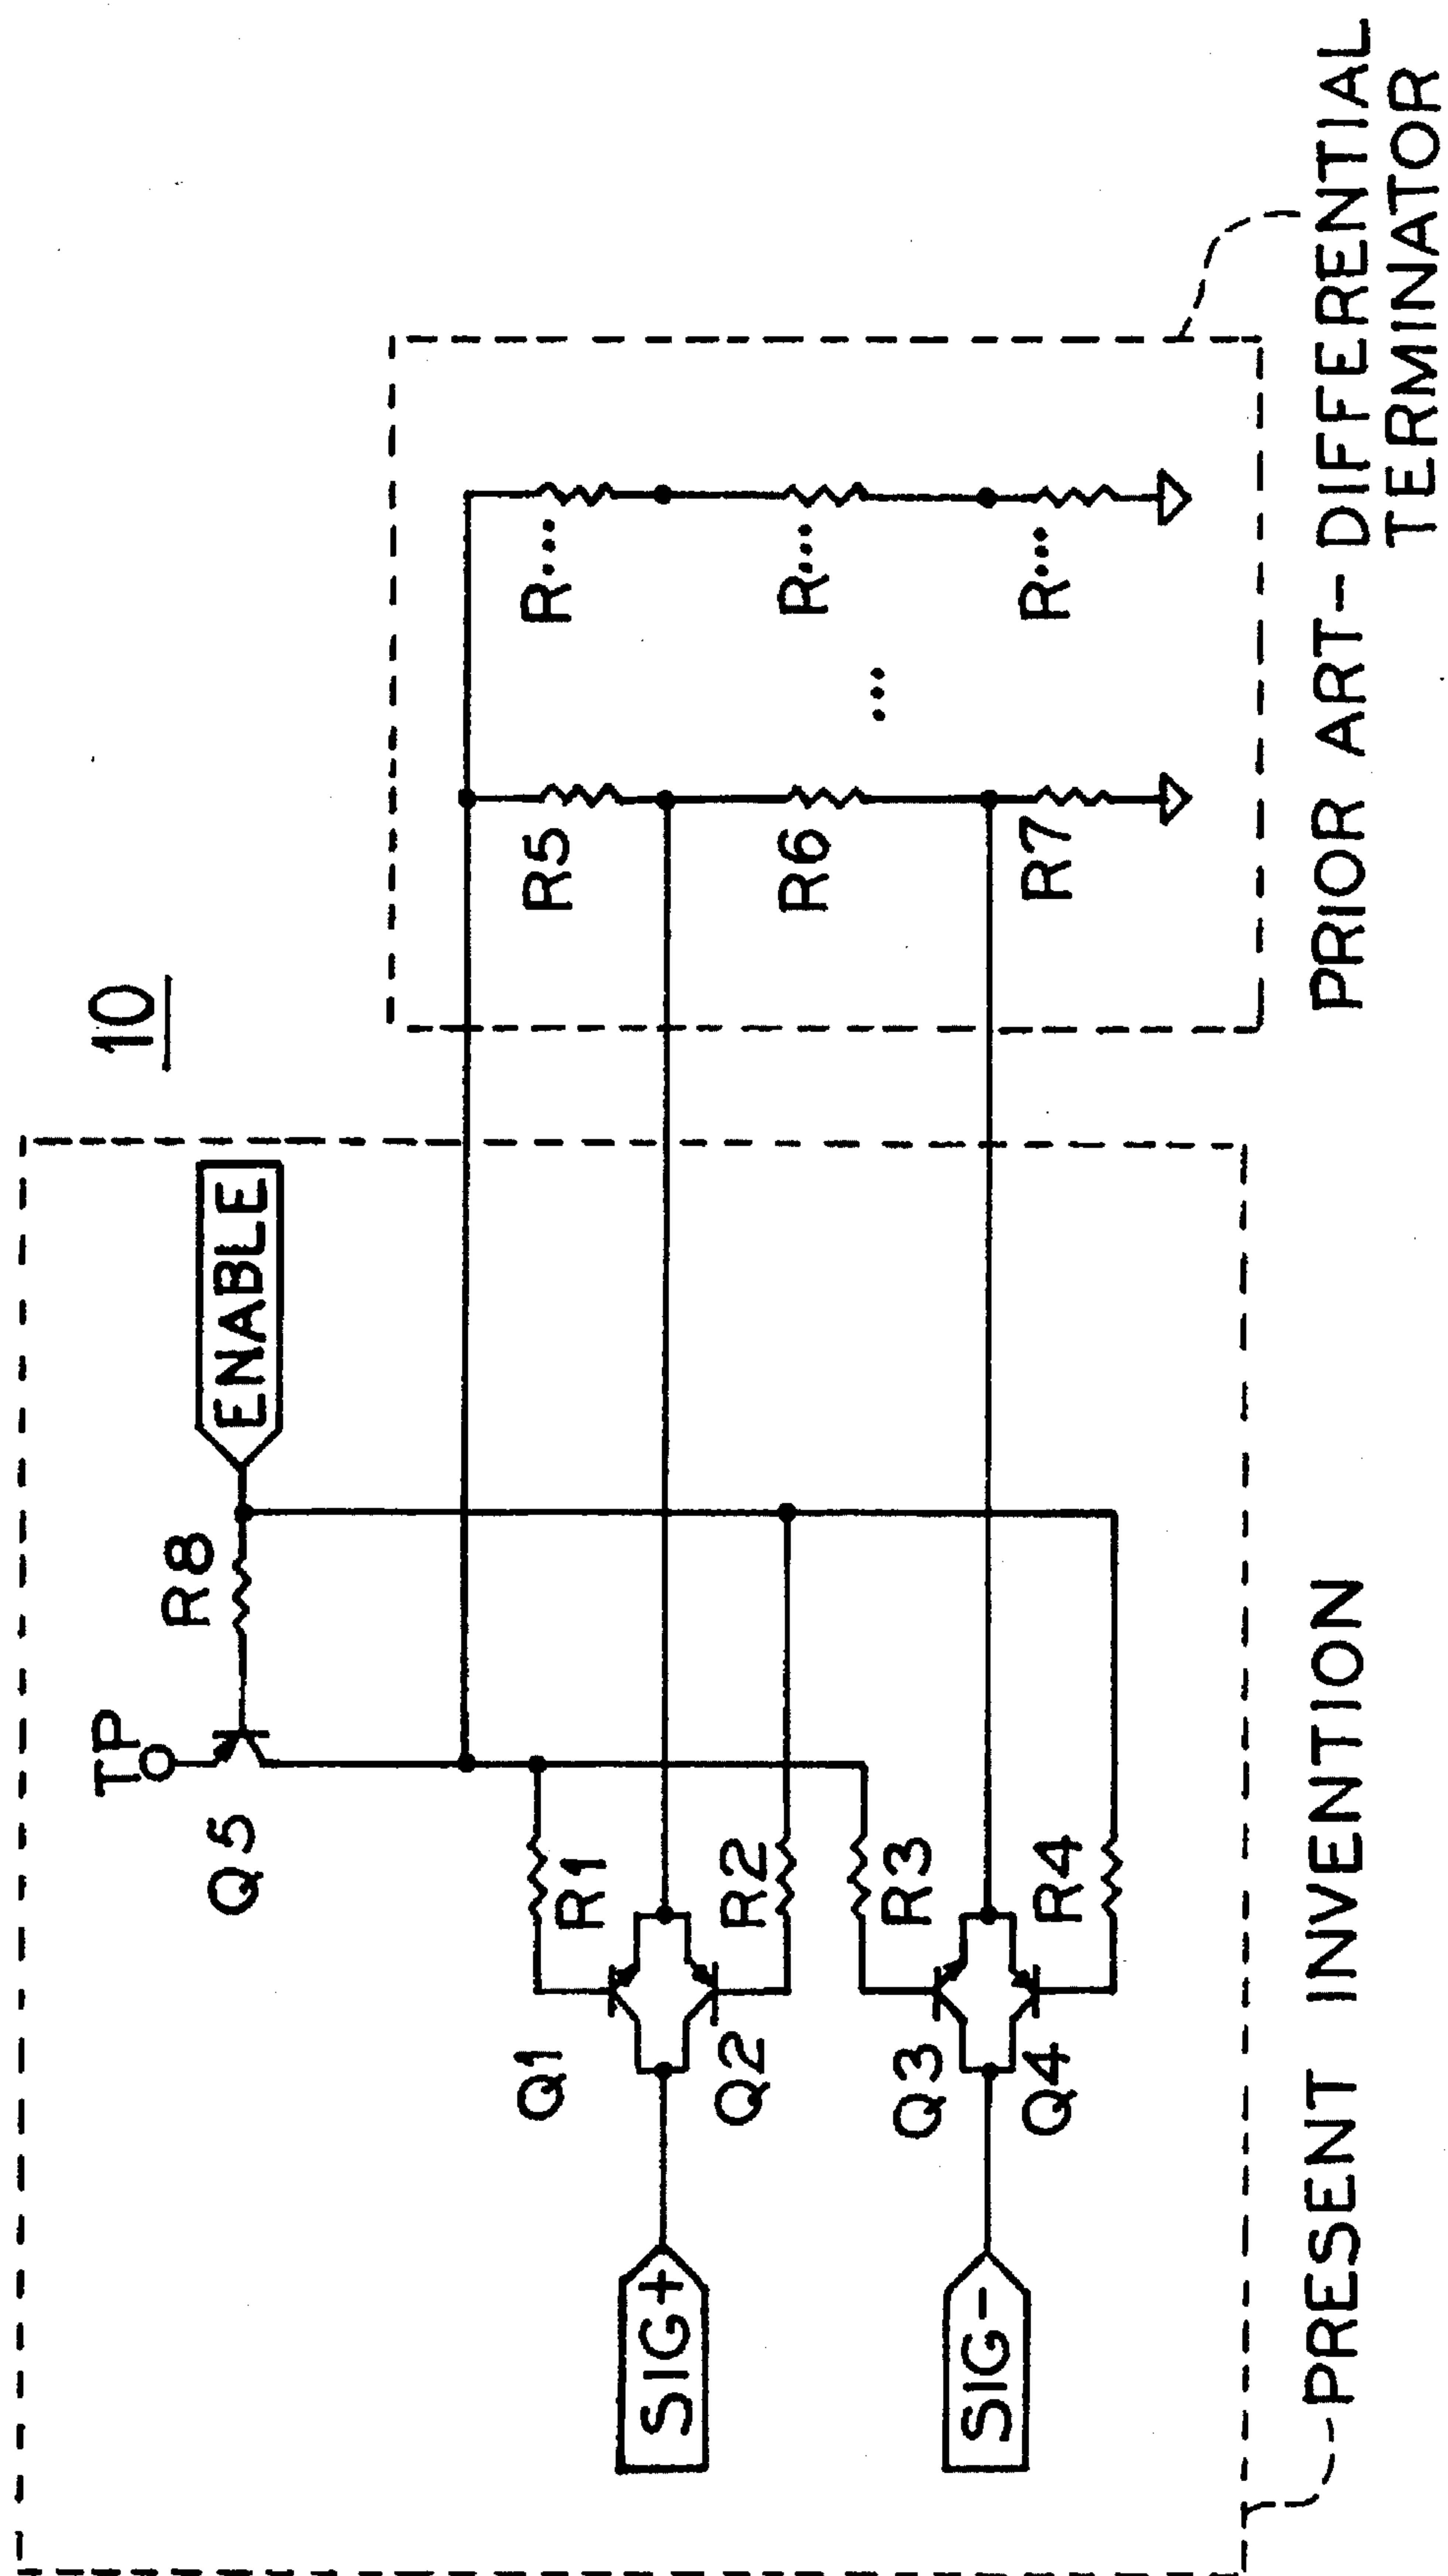 10
TP
Q5
R8
ENABLE
Q1
R1
Q2
R2
Q3
R3
Q4
R4
SIG+
SIG-
R5
R...
R6
R...
...
R7
R...
PRESENT INVENTION
PRIOR ART-DIFFERENTIAL
TERMINATOR